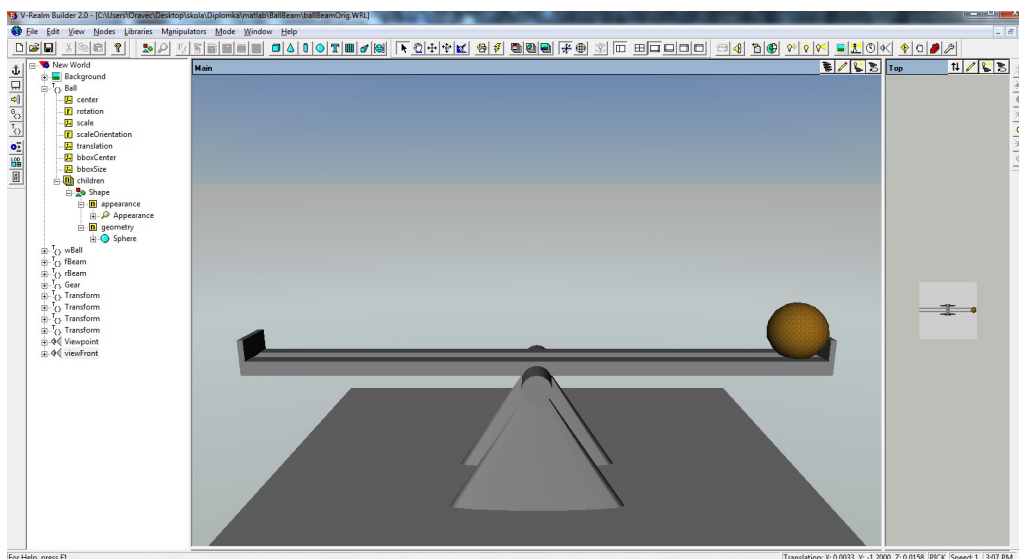 V-Realm Builder 2.0 - [C:\Users\Oravec\Desktop\skola\Diplomka\matlab\BallBeam\ballBeamOrig.WRL]
File Edit View Nodes Libraries Manipulators Mode Window Help
New World
Background
Ball
center
rotation
scale
scaleOrientation
translation
bboxCenter
bboxSize
children
Shape
appearance
Appearance
geometry
Sphere
wBall
fBeam
rBeam
Gear
Transform
Transform
Transform
Transform
Viewpoint
viewFront
Main
Top
For Help, press F1
Translation: X: 0.0033 Y: -1.2000 Z: 0.0158 PICK Speed: 1 3:07 PM